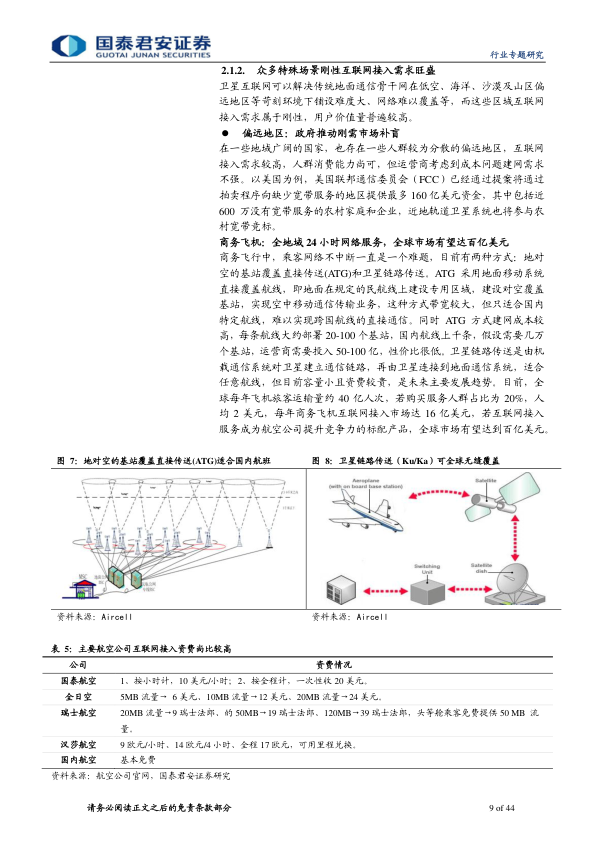 国泰君安证券
GUOTAI JUNAN SECURITIES
行业专题研究
2.1.2. 众多特殊场景刚性互联网接入需求旺盛
卫星互联网可以解决传统地面通信骨干网在低空、海洋，沙漠及山区偏
远地区等苛刻环境下铺设难度大、网络难以覆盖等，而这些区域互联网
接入需求属于刚性，用户价值量普遍较高。
● 偏远地区：政府推动刚需市场补盲
在一些地域广阔的国家，也存在一些人群较为分散的偏远地区，互联网
接入需求较高，人群消费能力尚可，但运营商考虑到成本问题建网需求
不强。以美国为例，美国联邦通信委员会（FCC）已经通过提案将通过
拍卖程序向缺少宽带服务的地区提供最多 160 亿美元资金，其中包括近
600 万没有宽带服务的农村家庭和企业，近地轨道卫星系统也将参与农
村宽带竞标。
商务飞机：全地域 24 小时网络服务，全球市场有望达百亿美元
商务飞行中，乘客网络不中断一直是一个难题，目前有两种方式：地对
空的基站覆盖直接传送(ATG)和卫星链路传送。ATG 采用地面移动系统
直接覆盖航线，即地面在规定的民航线上建设专用区域，建设对空覆盖
基站，实现空中移动通信传输业务，这种方式带宽较大，但只适合国内
特定航线，难以实现跨国航线的直接通信。同时 ATG 方式建网成本较
高，每条航线大约部署 20-100 个基站，国内航线上千条，假设需要几万
个基站，运营商需要投入 50-100 亿，性价比很低。卫星链路传送是由机
载通信系统对卫星建立通信链路，再由卫星连接到地面通信系统，适合
任意航线，但目前容量小且资费较贵，是未来主要发展趋势。目前，全
球每年飞机旅客运输量约 40 亿人次，若购买服务人群占比为 20%，人
均 2 美元，每年商务飞机互联网接入市场达 16 亿美元，若互联网接入
服务成为航空公司提升竞争力的标配产品，全球市场有望达到百亿美元。
图 7：地对空的基站覆盖直接传送(ATG)适合国内航班
图 8：卫星链路传送（Ku/Ka）可全球无缝覆盖
Aeroplane
(with on board base station)
Satellite
Switching
Unit
Satellite
dish
资料来源：Aircell
资料来源：Aircell
表 5：主要航空公司互联网接入资费尚比较高
公司 资费情况
国泰航空 1、按小时计，10 美元/小时；2、按全程计，一次性收 20 美元。
全日空 5MB 流量→ 6 美元、10MB 流量→12 美元、20MB 流量→24 美元。
瑞士航空 20MB 流量→9 瑞士法郎、的 50MB→19 瑞士法郎、120MB→39 瑞士法郎，头等舱乘客免费提供 50 MB 流
量。
汉莎航空 9 欧元/小时、14 欧元/4 小时、全程 17 欧元，可用里程兑换。
国内航空 基本免费
资料来源：航空公司官网，国泰君安证券研究
请务必阅读正文之后的免责条款部分
9 of 44